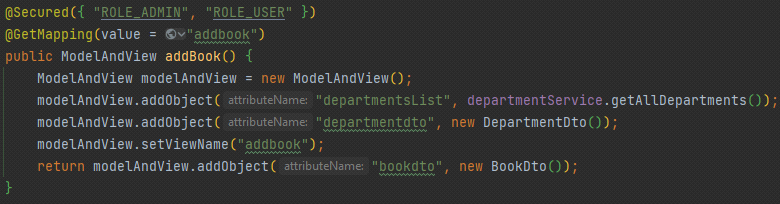 @Secured({ "ROLE_ADMIN", "ROLE_USER" })
@GetMapping(value = "addbook")
public ModelAndView addBook() {
    ModelAndView modelAndView = new ModelAndView();
    modelAndView.addObject( attributeName: "departmentsList", departmentService.getAllDepartments());
    modelAndView.addObject( attributeName: "departmentdto", new DepartmentDto());
    modelAndView.setViewName("addbook");
    return modelAndView.addObject( attributeName: "bookdto", new BookDto());
}